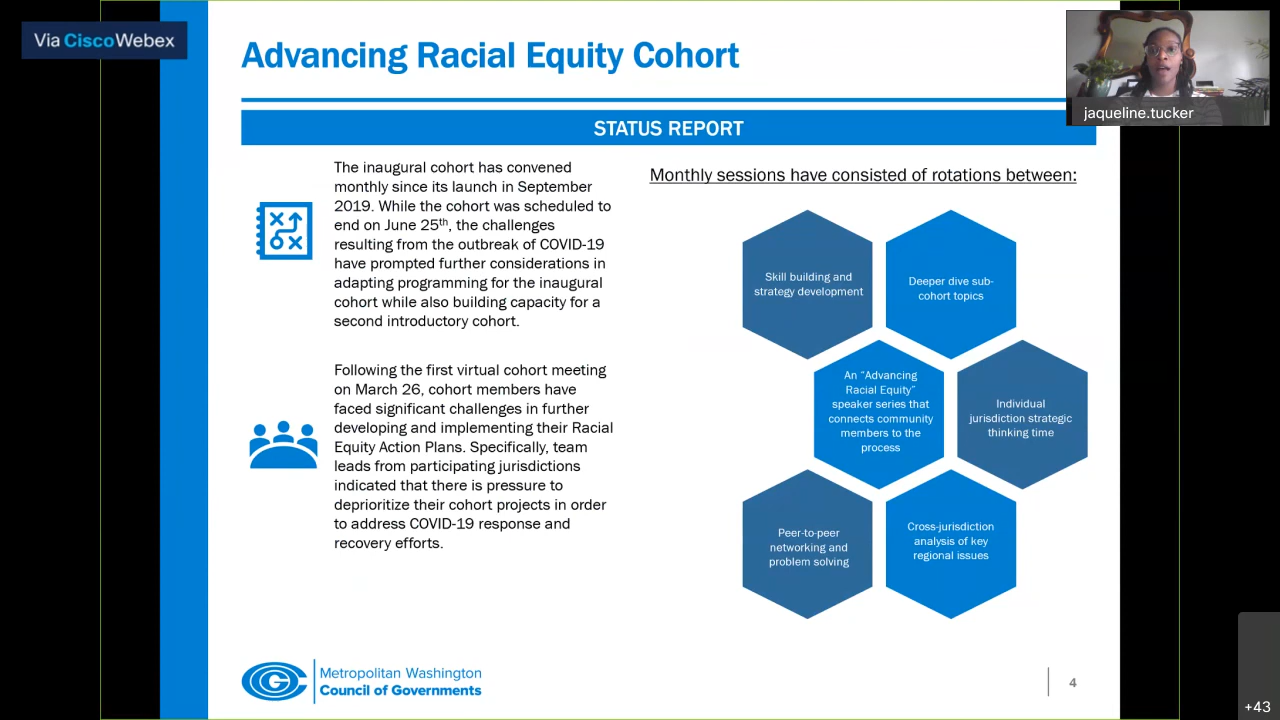 Via CiscoWebex
Advancing Racial Equity Cohort
jaqueline.tucker
STATUS REPORT
The inaugural cohort has convened
monthly since its launch in September
2019. While the cohort was scheduled to
end on June 25th, the challenges
resulting from the outbreak of COVID-19
have prompted further considerations in
adapting programming for the inaugural
cohort while also building capacity for a
second introductory cohort.
Following the first virtual cohort meeting
on March 26, cohort members have
faced significant challenges in further
developing and implementing their Racial
Equity Action Plans. Specifically, team
leads from participating jurisdictions
indicated that there is pressure to
deprioritize their cohort projects in order
to address COVID-19 response and
recovery efforts.
Monthly sessions have consisted of rotations between:
Skill building and
strategy development
Deeper dive sub-
cohort topics
An “Advancing
Racial Equity”
speaker series that
connects community
members to the
process
Individual
jurisdiction strategic
thinking time
Peer-to-peer
networking and
problem solving
Cross-jurisdiction
analysis of key
regional issues
Metropolitan Washington
Council of Governments
4
+43